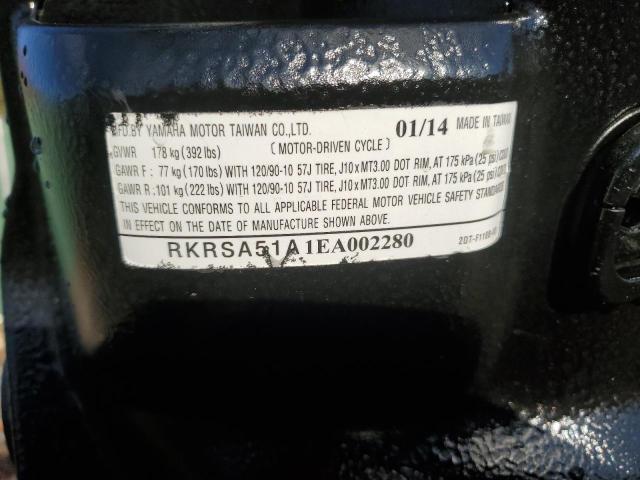 MFD.BY YAMAHA MOTOR TAIWAN CO.,LTD. 01/14 MADE IN TAIWAN
GVWR 178 kg (392 lbs) (MOTOR-DRIVEN CYCLE)
GAWR F : 77 kg (170 lbs) WITH 120/90-10 57J TIRE, J10 x MT3.00 DOT RIM, AT 175 kPa (25 psi) COLD
GAWR R : 101 kg (222 lbs) WITH 120/90-10 57J TIRE, J10 x MT3.00 DOT RIM, AT 175 kPa (25 psi) COLD
THIS VEHICLE CONFORMS TO ALL APPLICABLE FEDERAL MOTOR VEHICLE SAFETY STANDARDS
IN EFFECT ON THE DATE OF MANUFACTURE SHOWN ABOVE.
RKRSA51A1EA002280